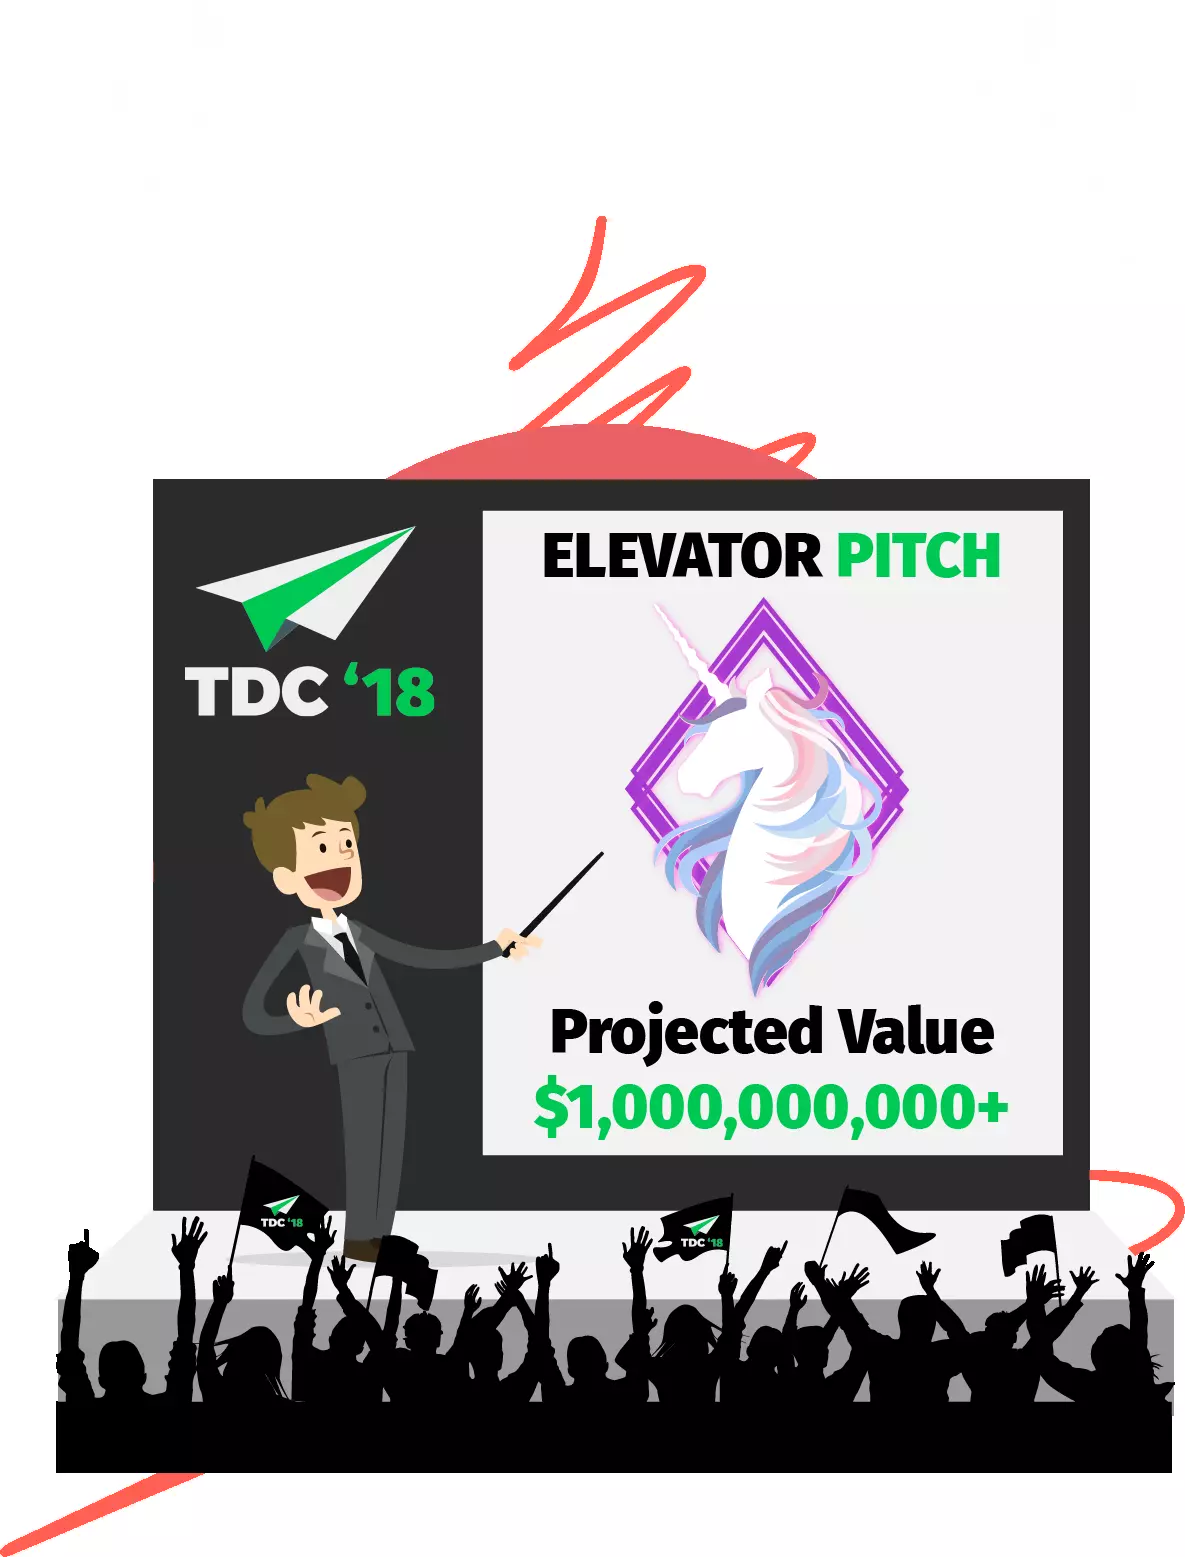 ELEVATOR PITCH
TDC ‘18
Projected Value
$1,000,000,000+
TDC ‘18
TDC ‘18